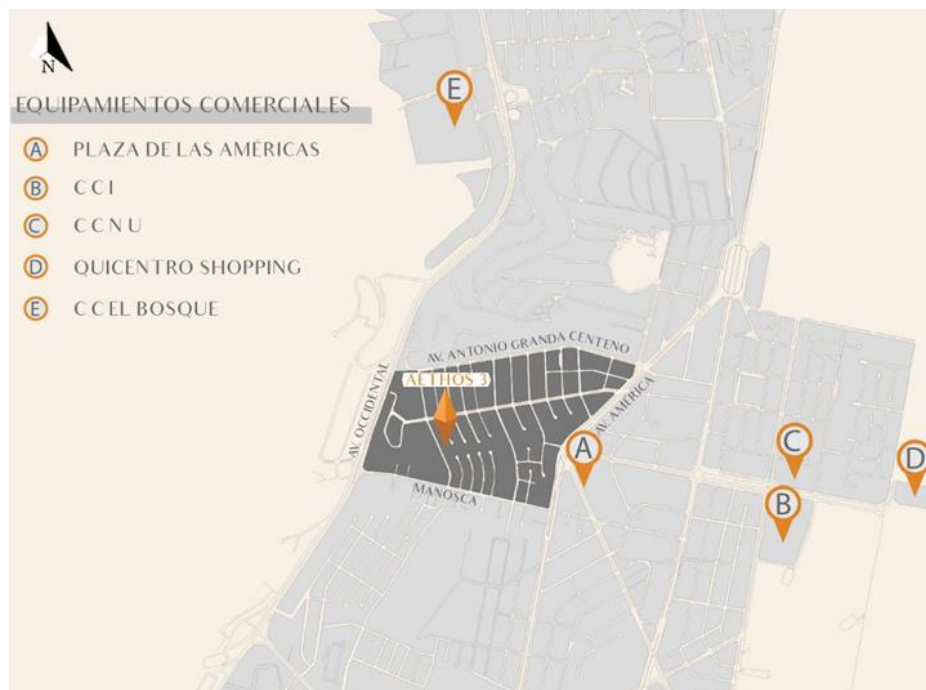 N
EQUIPAMIENTOS COMERCIALES
A PLAZA DE LAS AMÉRICAS
B C C I
C C C N U
D QUICENTRO SHOPPING
E C C EL BOSQUE
E
AV. ANTONIO GRANDA CENTENO
AETHOS 3
AV. OCCIDENTAL
AV. AMÉRICA
MANOSCA
A
C
D
B